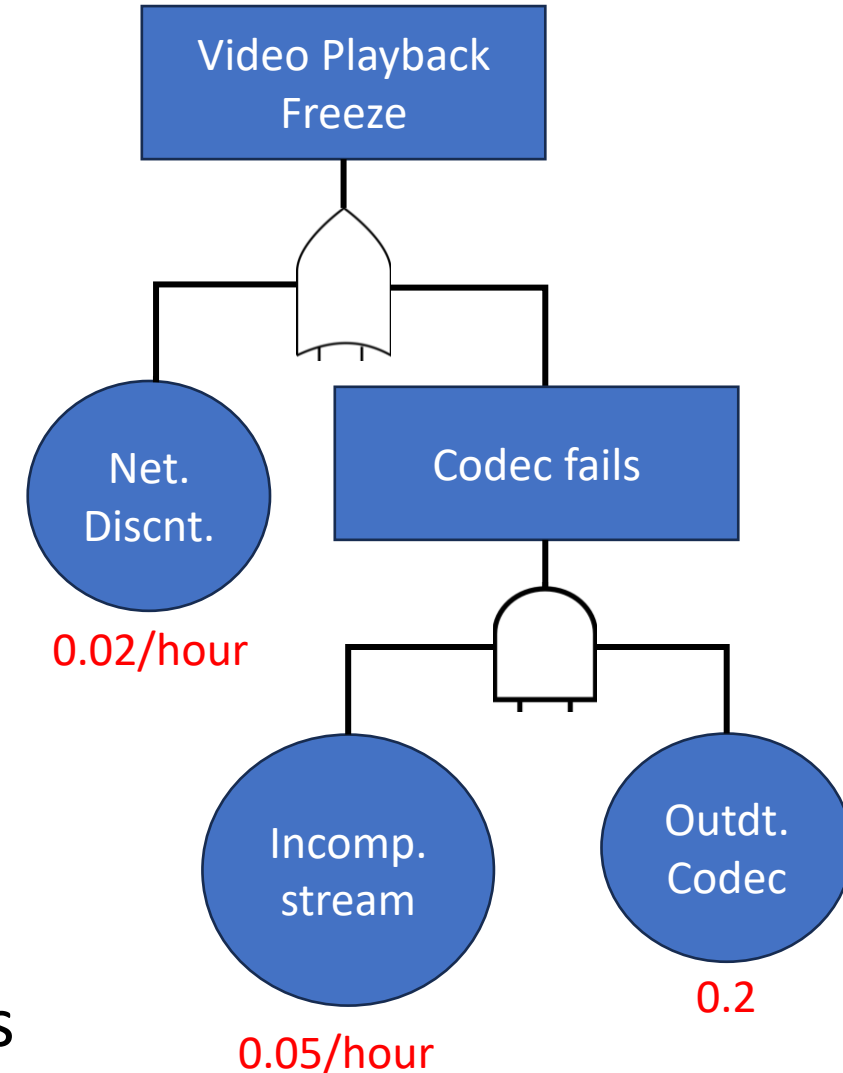 Video Playback
Freeze
Net.
Discnt.
Codec fails
0.02/hour
Incomp.
stream
Outdt.
Codec
0.2
s
0.05/hour